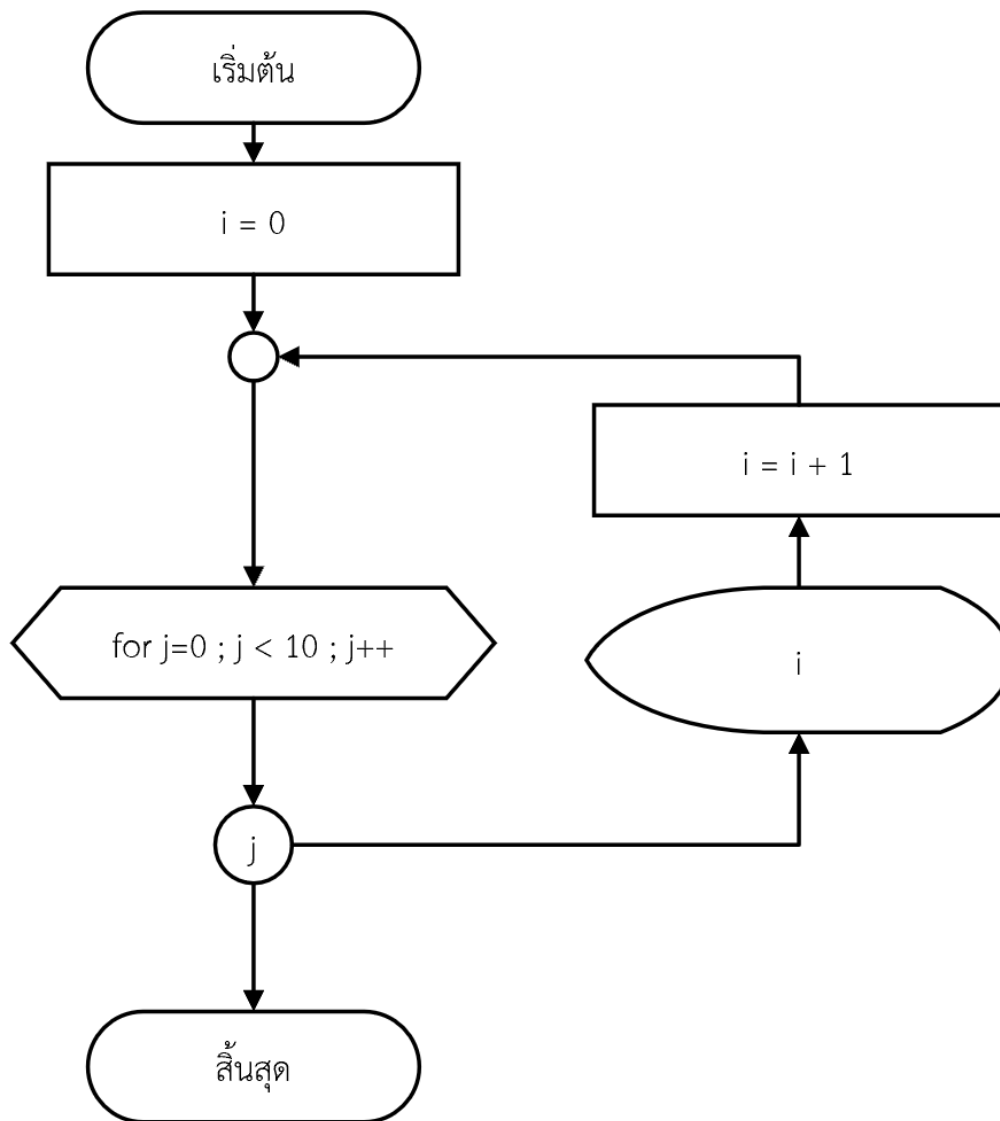 เริ่มต้น
i = 0
i = i + 1
for j=0 ; j < 10 ; j++
i
j
สิ้นสุด